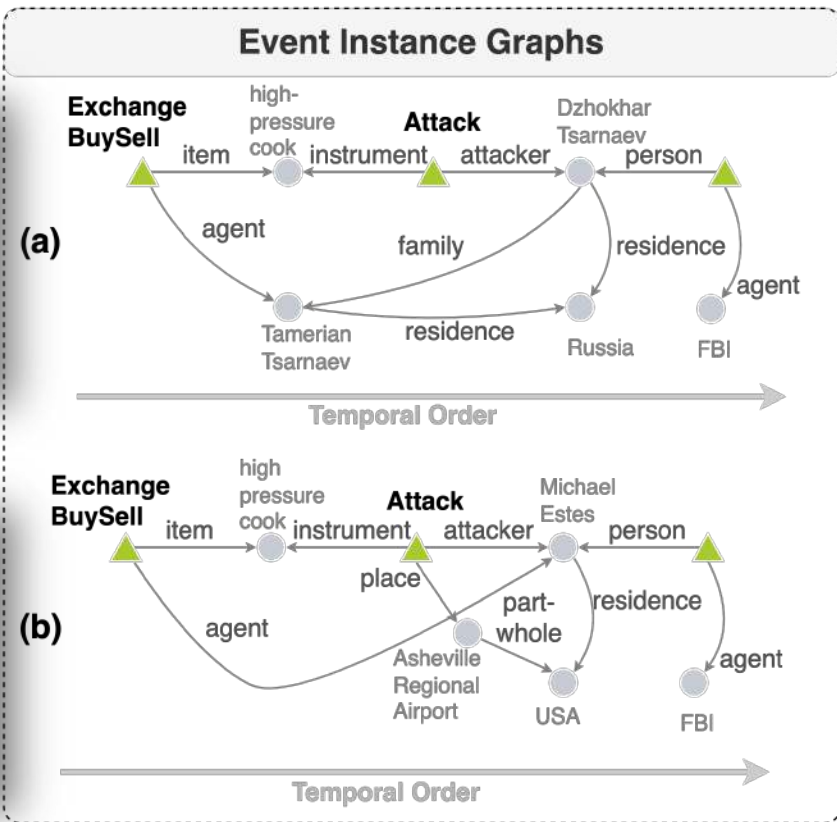 Event Instance Graphs
Exchange
BuySell
high-
pressure
cook
Attack
Dzhokhar
Tsarnaev
item
instrument
attacker
person
(a)
agent
family
residence
agent
residence
Tamerian
Tsarnaev
Russia
FBI
Temporal Order
Exchange
BuySell
high
pressure
cook
Attack
Michael
Estes
item
instrument
attacker
person
place
part-
whole
residence
(b)
agent
agent
Asheville
Regional
Airport
USA
FBI
Temporal Order